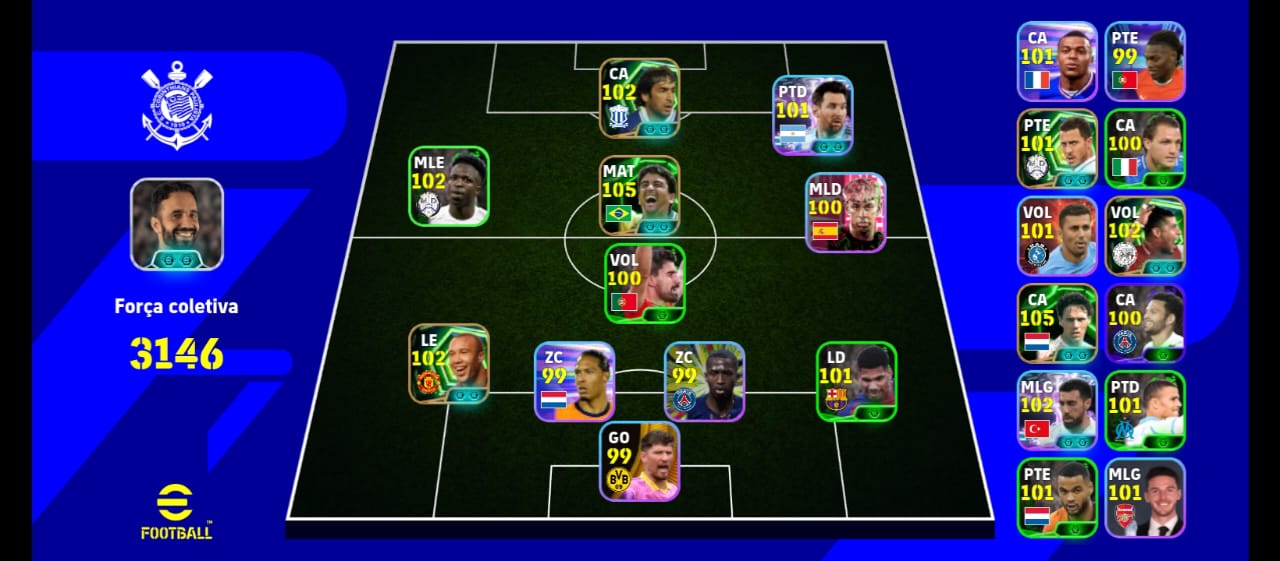 Força coletiva
3146
E
FOOTBALL
CA
102
PTD
101
MLE
102
MAT
105
MLD
100
VOL
100
LE
102
ZC
99
ZC
99
LD
101
GO
99
BVB
09
CA
101
PTE
99
PTE
101
CA
100
VOL
101
VOL
102
CA
105
CA
100
MLG
102
PTD
101
PTE
101
MLG
101